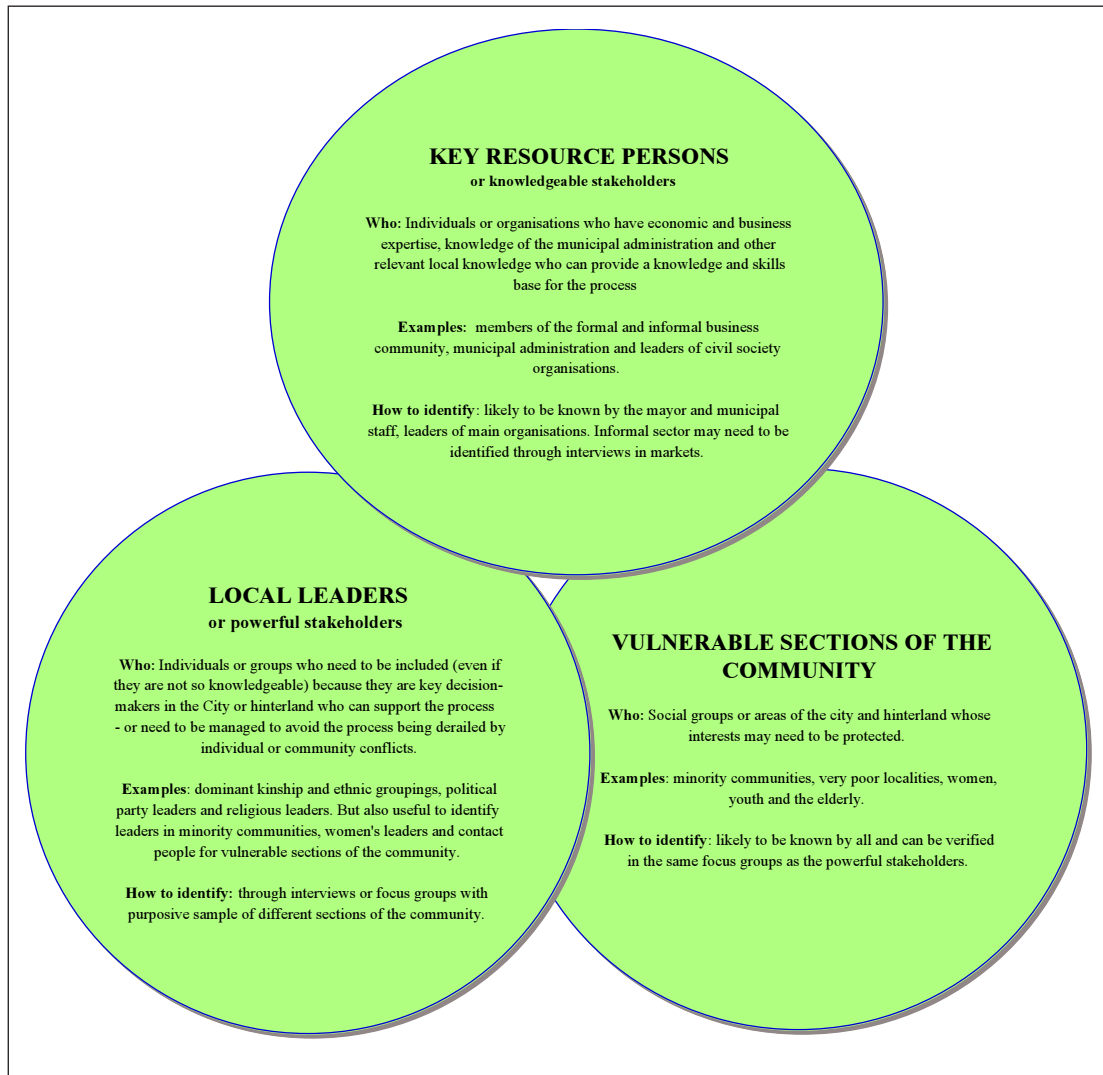 KEY RESOURCE PERSONS
or knowledgeable stakeholders
Who: Individuals or organisations who have economic and business
expertise, knowledge of the municipal administration and other
relevant local knowledge who can provide a knowledge and skills
base for the process
Examples:  members of the formal and informal business
community, municipal administration and leaders of civil society
organisations.
How to identify: likely to be known by the mayor and municipal
staff, leaders of main organisations. Informal sector may need to be
identified through interviews in markets.
LOCAL LEADERS
or powerful stakeholders
Who: Individuals or groups who need to be included (even if
they are not so knowledgeable) because they are key decision-
makers in the City or hinterland who can support the process
- or need to be managed to avoid the process being derailed by
individual or community conflicts.
Examples: dominant kinship and ethnic groupings, political
party leaders and religious leaders. But also useful to identify
leaders in minority communities, women's leaders and contact
people for vulnerable sections of the community.
How to identify: through interviews or focus groups with
purposive sample of different sections of the community.
VULNERABLE SECTIONS OF THE
COMMUNITY
Who: Social groups or areas of the city and hinterland whose
interests may need to be protected.
Examples: minority communities, very poor localities, women,
youth and the elderly.
How to identify: likely to be known by all and can be verified
in the same focus groups as the powerful stakeholders.